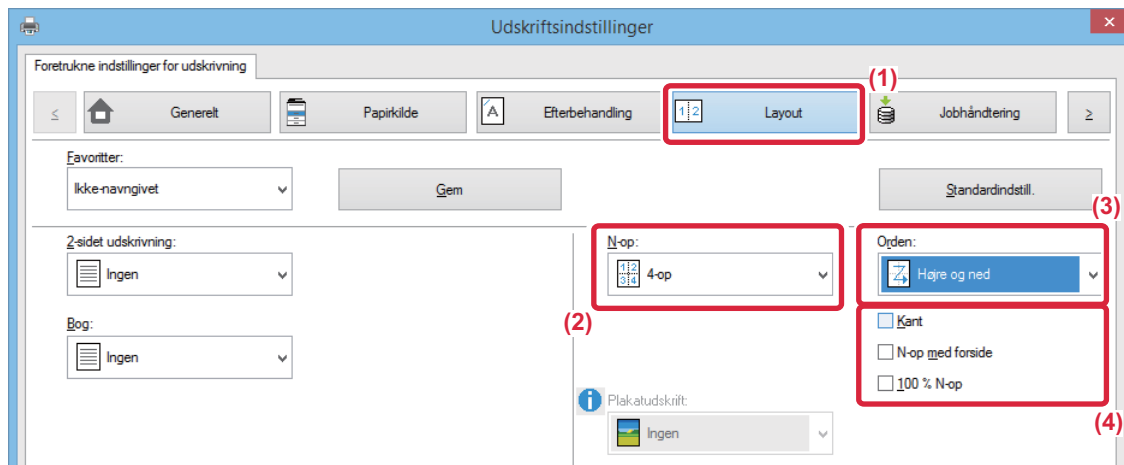 Udskriftsindstillinger
Foretrukne indstillinger for udskrivning
(1)
≤ Generelt Papirkilde Efterbehandling Layout Jobhåndtering ≥
Favoritter:
Ikke-navngivet Gem Standardindstill.
(3)
2-sidet udskrivning: N-op: Orden:
Ingen 4-op Højre og ned
(2)
Bog: Kant
Ingen N-op med forside
100 % N-op
(4)
Plakatudskrift:
Ingen